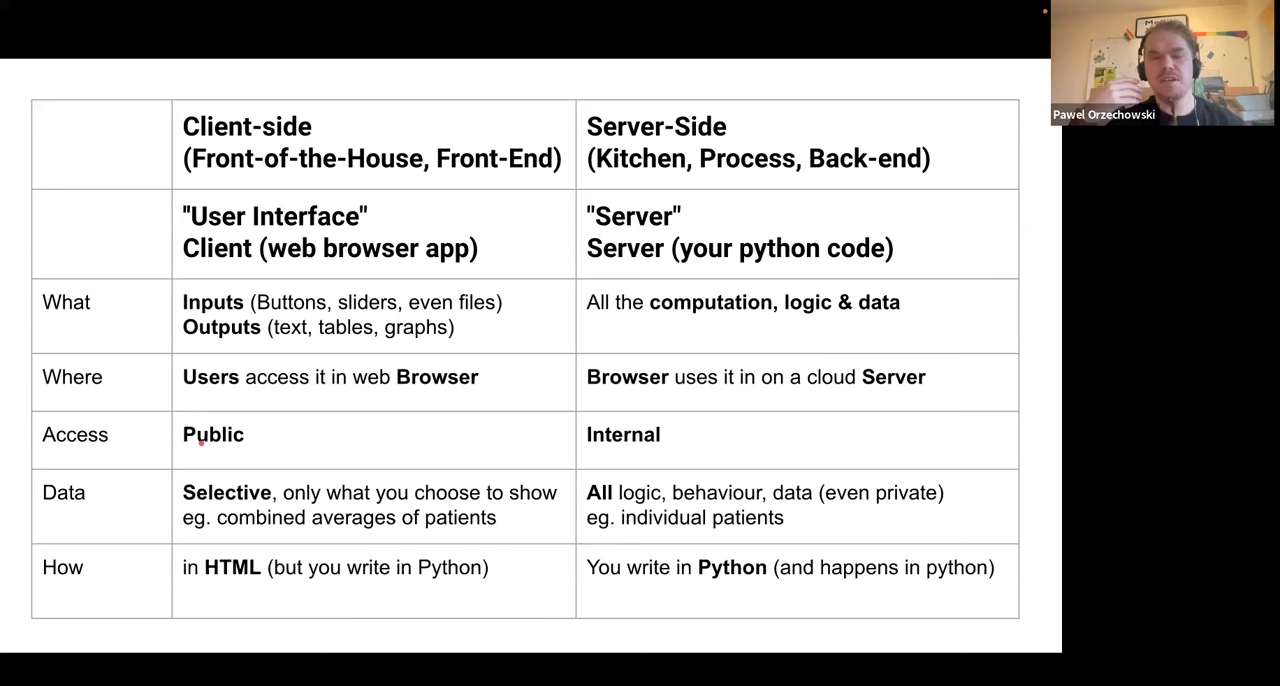 Client-side
(Front-of-the-House, Front-End)
Server-Side
(Kitchen, Process, Back-end)
"User Interface"
Client (web browser app)
"Server"
Server (your python code)
What
Inputs (Buttons, sliders, even files)
Outputs (text, tables, graphs)
All the computation, logic & data
Where
Users access it in web Browser
Browser uses it in on a cloud Server
Access
Public
Internal
Data
Selective, only what you choose to show
eg. combined averages of patients
All logic, behaviour, data (even private)
eg. individual patients
How
in HTML (but you write in Python)
You write in Python (and happens in python)
Pawel Orzechowski